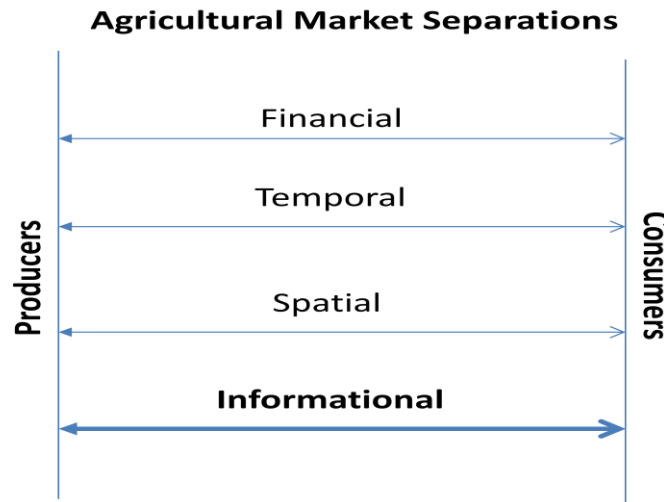 Agricultural Market Separations
Financial
Temporal
Spatial
Informational
Producers
Consumers